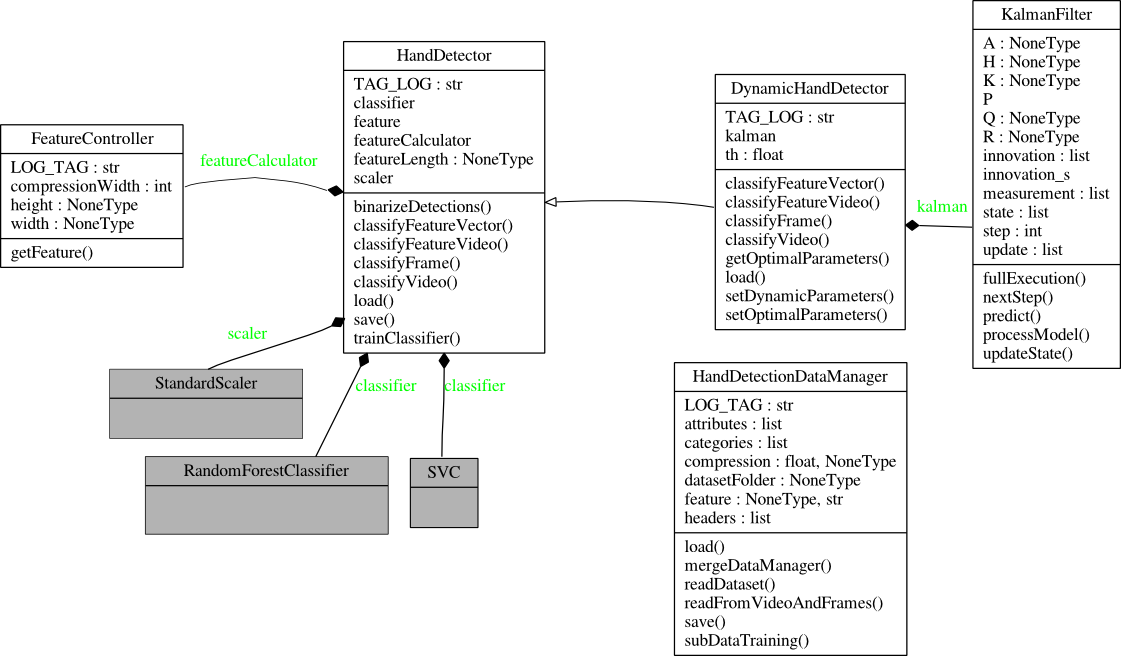 KalmanFilter
A : NoneType
H : NoneType
K : NoneType
P
Q : NoneType
R : NoneType
innovation : list
innovation_s
measurement : list
state : list
step : int
update : list
fullExecution()
nextStep()
predict()
processModel()
updateState()
HandDetector
TAG_LOG : str
classifier
feature
featureCalculator
featureLength : NoneType
scaler
binarizeDetections()
classifyFeatureVector()
classifyFeatureVideo()
classifyFrame()
classifyVideo()
load()
save()
trainClassifier()
DynamicHandDetector
TAG_LOG : str
kalman
th : float
classifyFeatureVector()
classifyFeatureVideo()
classifyFrame()
classifyVideo()
getOptimalParameters()
load()
setDynamicParameters()
setOptimalParameters()
kalman
FeatureController
LOG_TAG : str
compressionWidth : int
height : NoneType
width : NoneType
getFeature()
featureCalculator
scaler
classifier
classifier
StandardScaler
RandomForestClassifier
SVC
HandDetectionDataManager
LOG_TAG : str
attributes : list
categories : list
compression : float, NoneType
datasetFolder : NoneType
feature : NoneType, str
headers : list
load()
mergeDataManager()
readDataset()
readFromVideoAndFrames()
save()
subDataTraining()